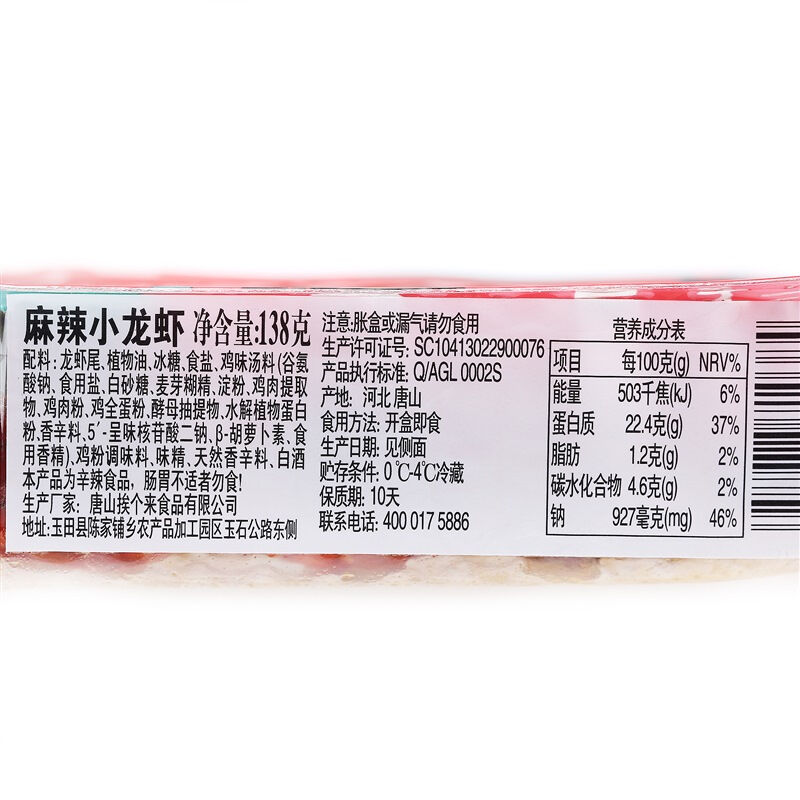 麻辣小龙虾 净含量:138克
配料: 龙虾尾、植物油、冰糖、食盐、鸡味汤料(谷氨
酸钠、食用盐、白砂糖、麦芽糊精、淀粉、鸡肉提取
物、鸡肉粉、鸡全蛋粉、酵母抽提物、水解植物蛋白
粉、香辛料、5′-呈味核苷酸二钠、β-胡萝卜素、食
用香精)、鸡粉调味料、味精、天然香辛料、白酒
本产品为辛辣食品，肠胃不适者勿食!
生产厂家: 唐山挨个来食品有限公司
地址: 玉田县陈家铺乡农产品加工园区玉石公路东侧
注意:胀盒或漏气请勿食用
生产许可证号: SC10413022900076
产品执行标准: Q/AGL 0002S
产地: 河北 唐山
食用方法: 开盒即食
生产日期: 见侧面
贮存条件: 0℃-4℃冷藏
保质期: 10天
联系电话: 400 017 5886
营养成分表
项目 每100克(g) NRV%
能量 503千焦(kJ) 6%
蛋白质 22.4克(g) 37%
脂肪 1.2克(g) 2%
碳水化合物 4.6克(g) 2%
钠 927毫克(mg) 46%